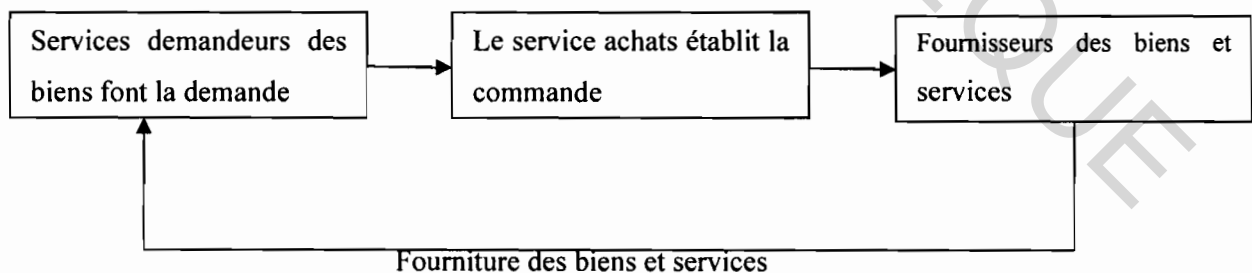 Services demandeurs des
biens font la demande
Le service achats établit la
commande
Fournisseurs des biens et
services
Fourniture des biens et services